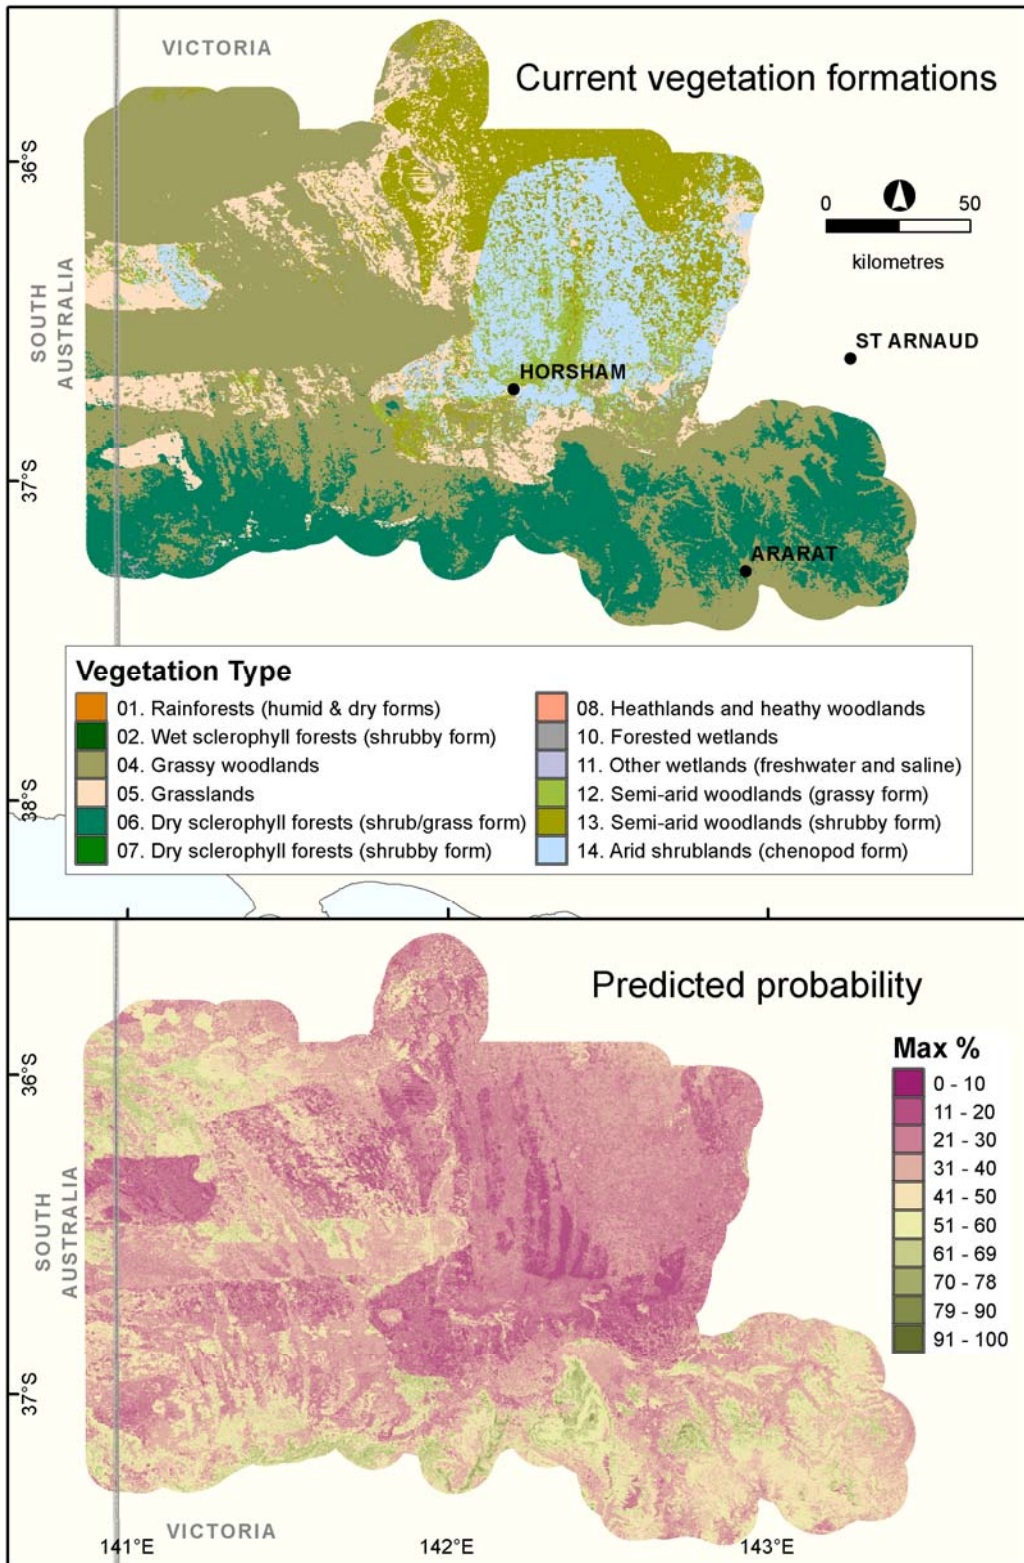 VICTORIA
Current vegetation formations
36°S
0 50
kilometres
SOUTH
AUSTRALIA
ST ARNAUD
HORSHAM
37°S
ARARAT
Vegetation Type
01. Rainforests (humid & dry forms)
02. Wet sclerophyll forests (shrubby form)
04. Grassy woodlands
05. Grasslands
06. Dry sclerophyll forests (shrub/grass form)
07. Dry sclerophyll forests (shrubby form)
08. Heathlands and heathy woodlands
10. Forested wetlands
11. Other wetlands (freshwater and saline)
12. Semi-arid woodlands (grassy form)
13. Semi-arid woodlands (shrubby form)
14. Arid shrublands (chenopod form)
38°S
Predicted probability
Max %
0 - 10
11 - 20
21 - 30
31 - 40
41 - 50
51 - 60
61 - 69
70 - 78
79 - 90
91 - 100
36°S
SOUTH
AUSTRALIA
37°S
VICTORIA
141°E 142°E 143°E